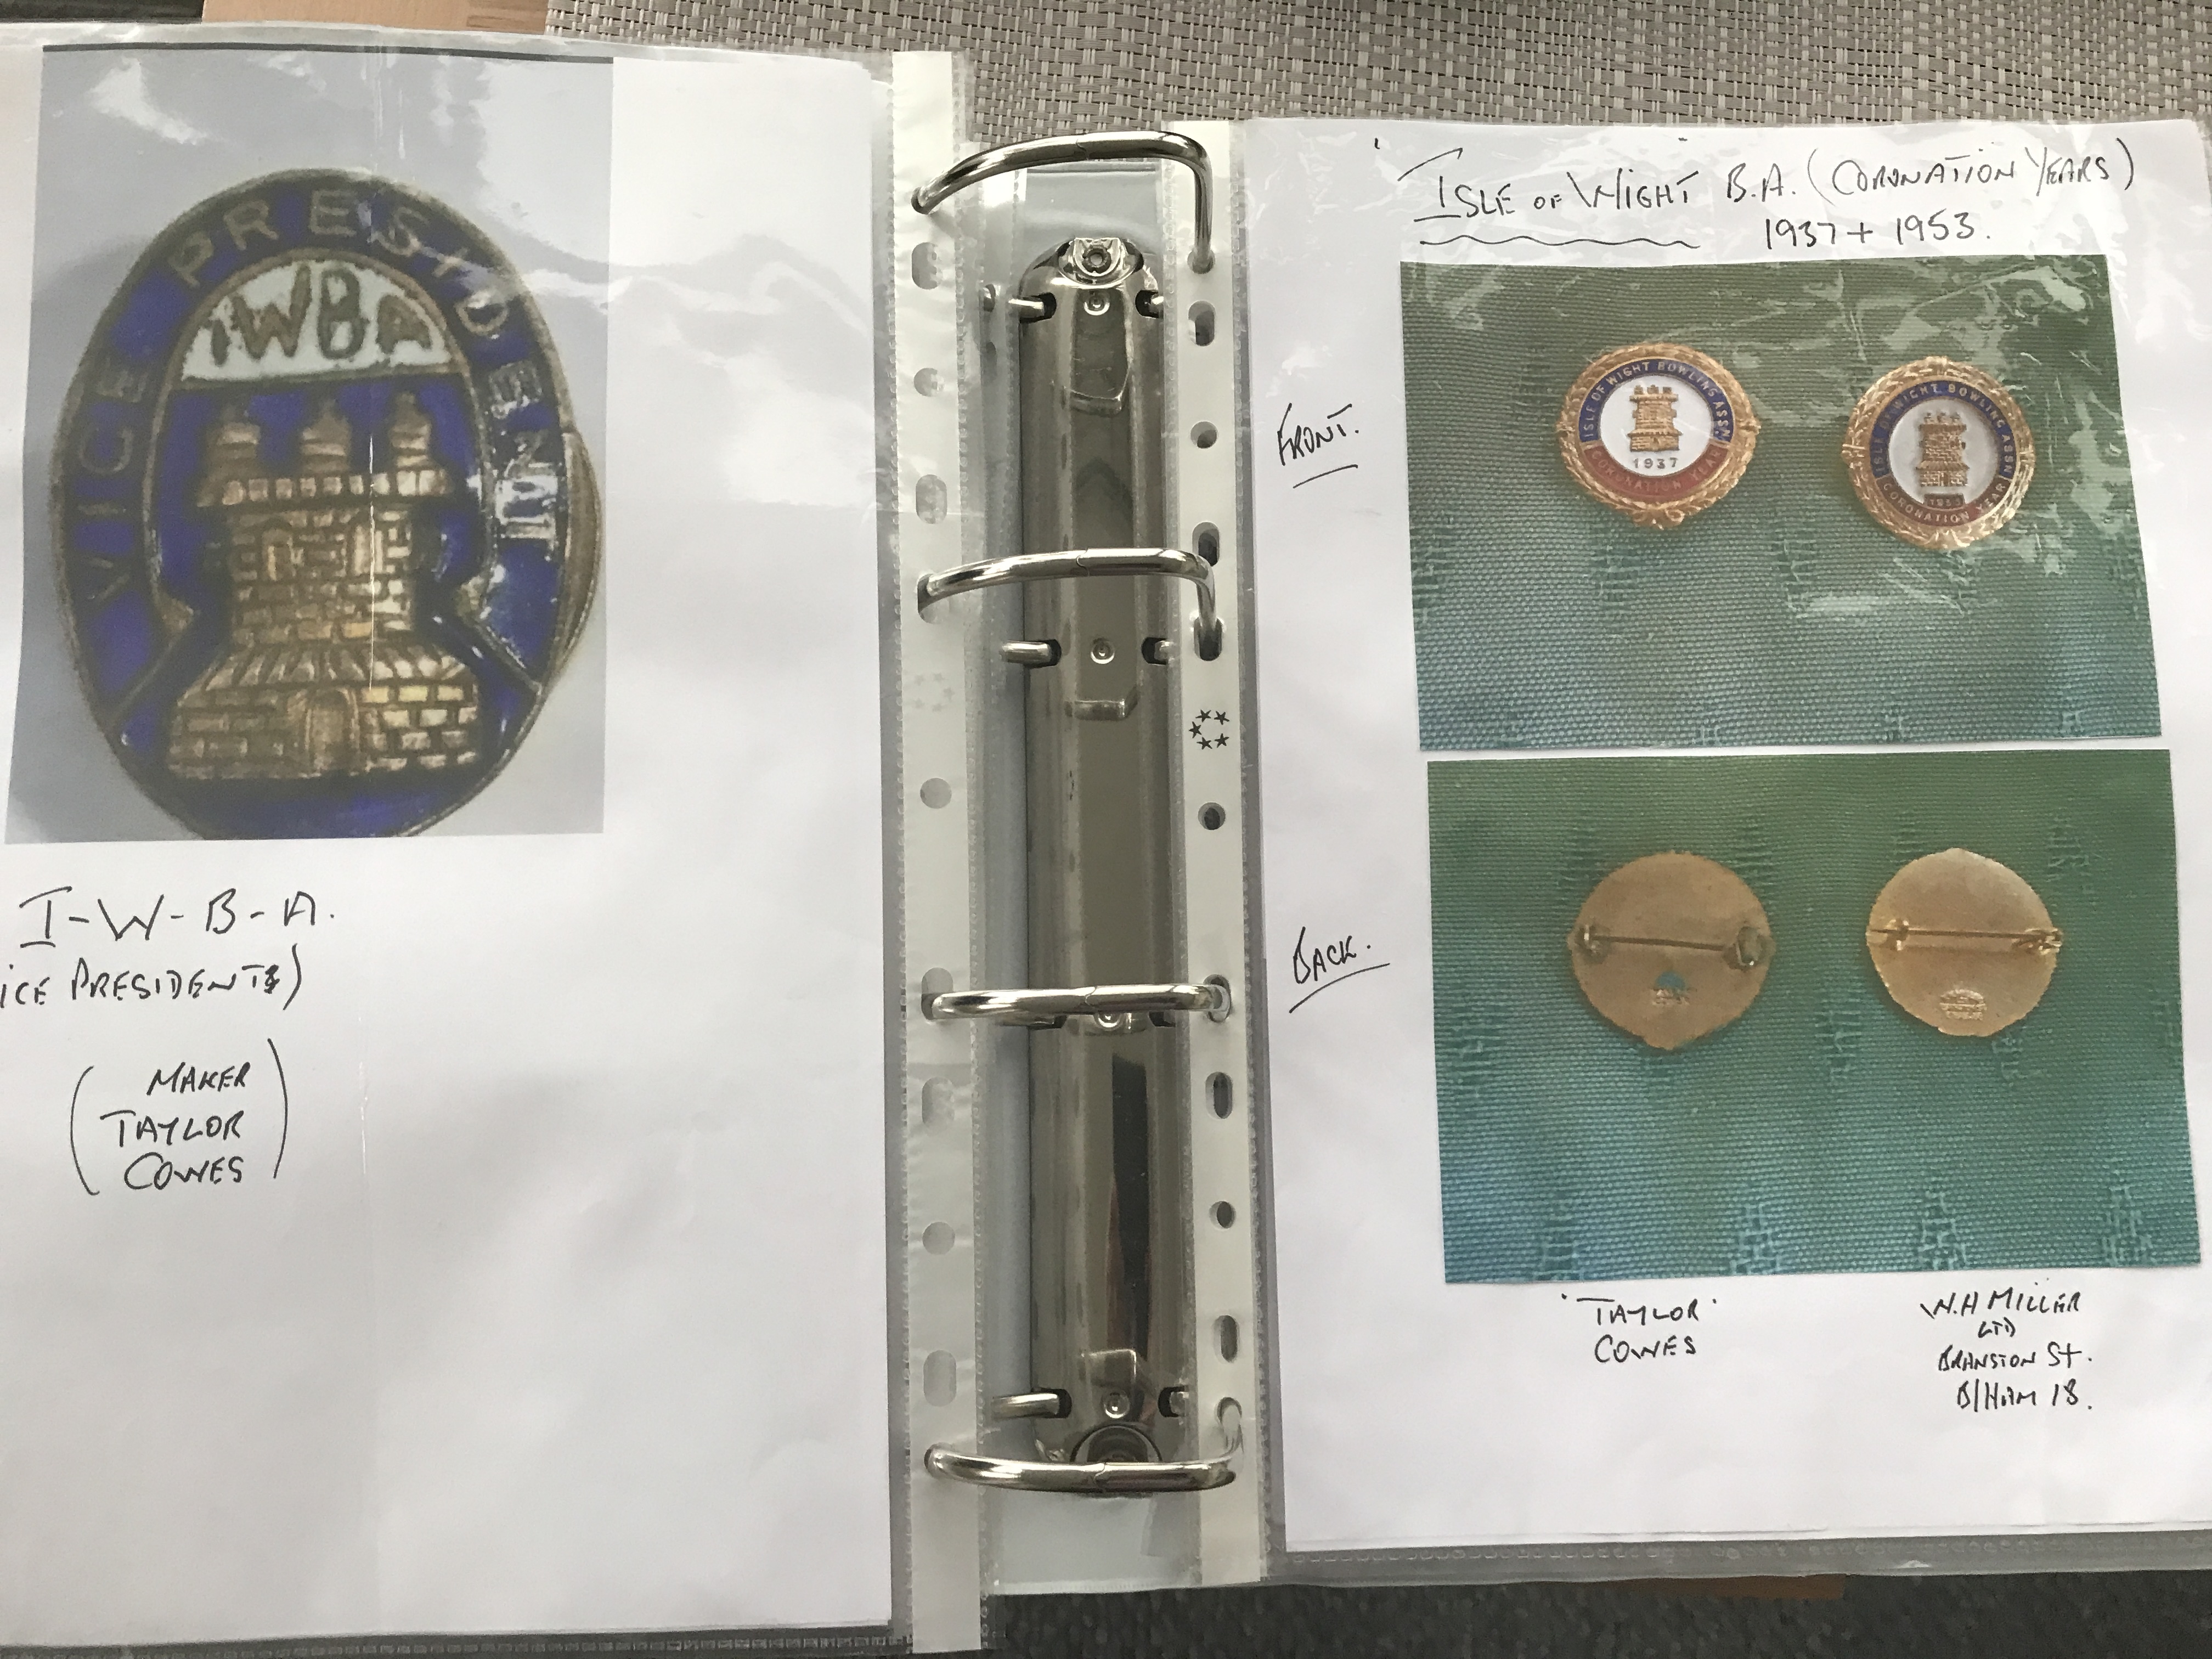 VICE PRESIDENT
IWBA
I-W-B-A.
ICE PRESIDENTS)
(MAKER
TAYLOR
COWES)
"ISLE OF WIGHT" B.A. (CORONATION YEARS)
1937 + 1953.
FRONT.
ISLE OF WIGHT BOWLING ASSN
1937
CORONATION YEAR
ISLE OF WIGHT BOWLING ASSN
1953
CORONATION YEAR
BACK.
'TAYLOR'
COWES
W.H MILLER
LTD
BRANSTON St.
B/HAM 18.